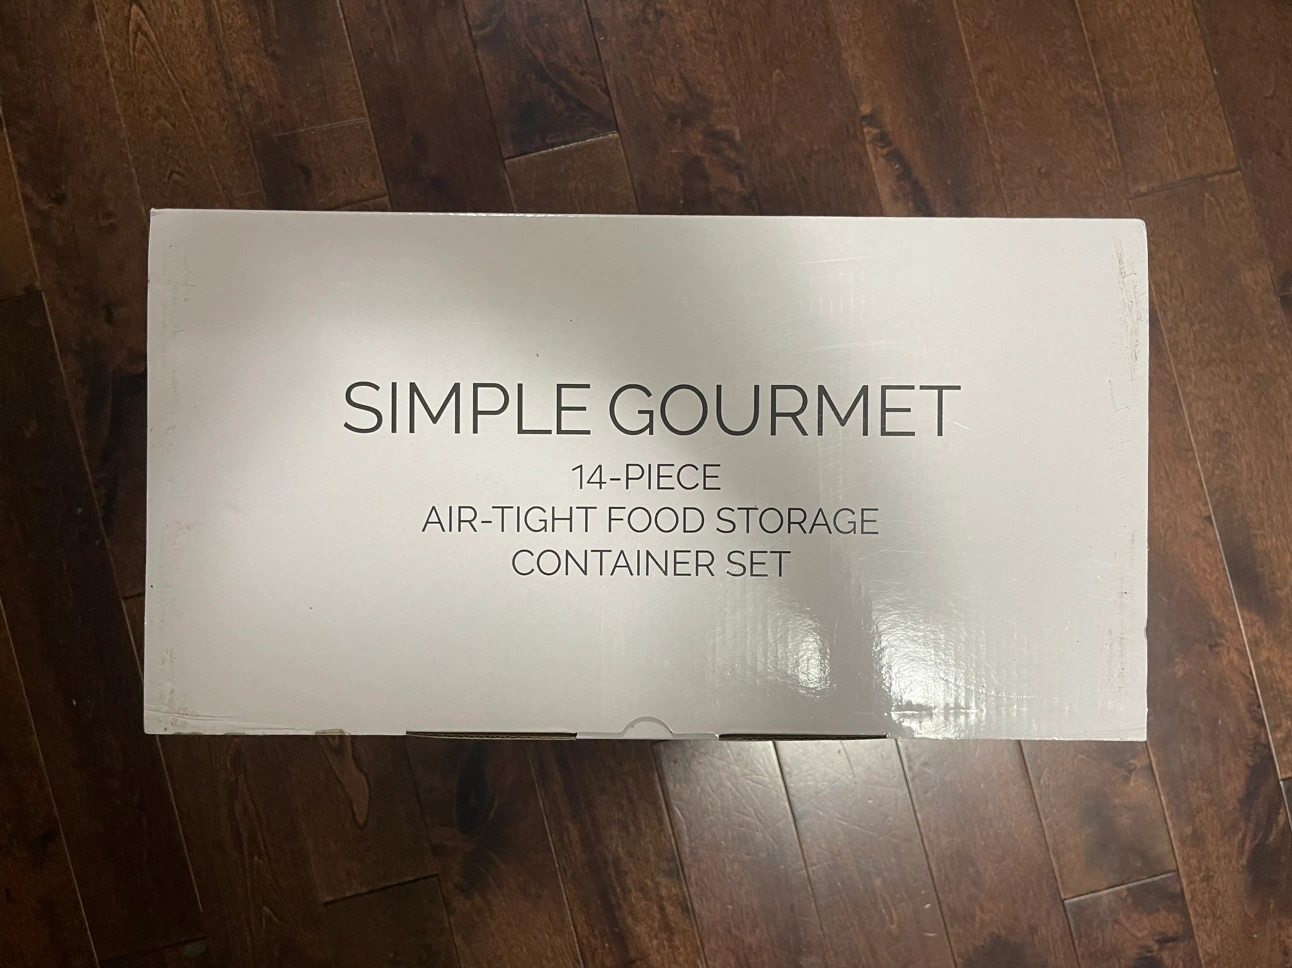 SIMPLE GOURMET
14-PIECE
AIR-TIGHT FOOD STORAGE
CONTAINER SET